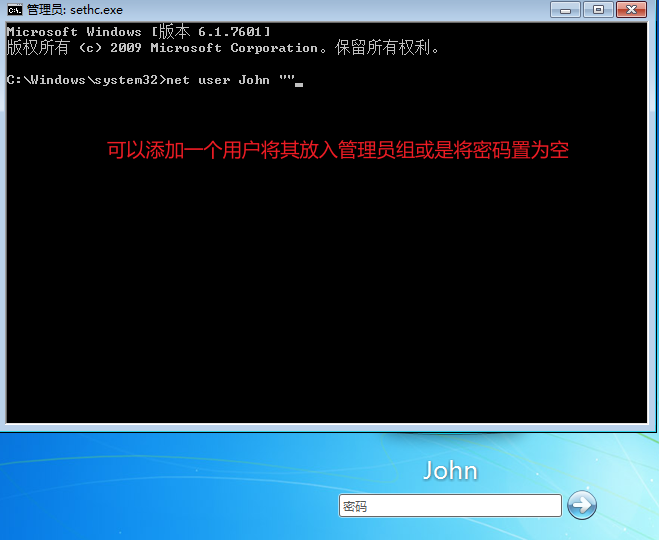 管理员: sethc.exe
Microsoft Windows [版本 6.1.7601]
版权所有 (c) 2009 Microsoft Corporation。保留所有权利。
C:\Windows\system32>net user John ""_
可以添加一个用户将其放入管理员组或是将密码置为空
John
密码